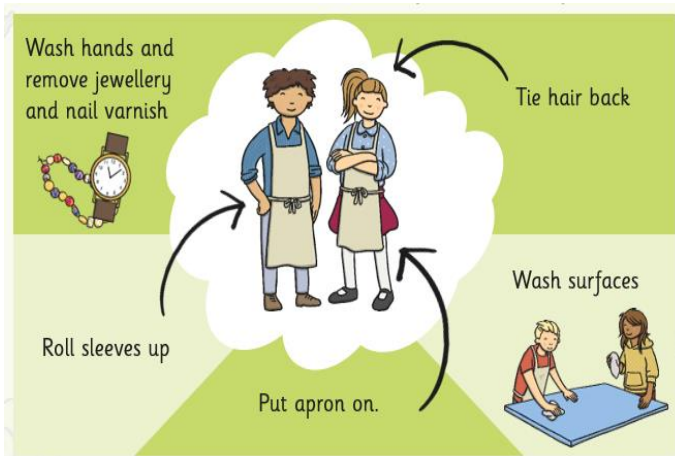 Wash hands and
remove jewellery
and nail varnish
Tie hair back
Roll sleeves up
Put apron on.
Wash surfaces